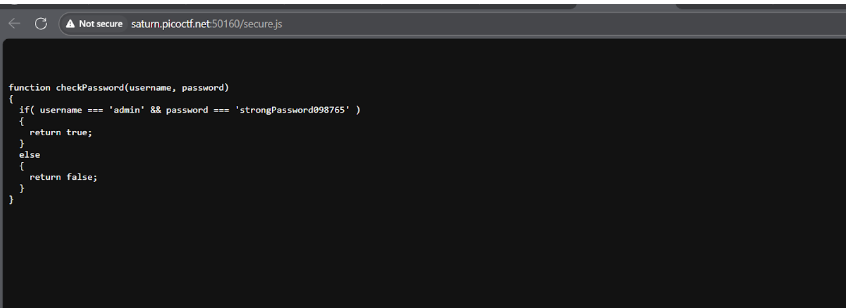 Not secure saturn.picoctf.net:50160/secure.js
function checkPassword(username, password)
{
if( username === 'admin' && password === 'strongPassword098765' )
{
return true;
}
else
{
return false;
}
}